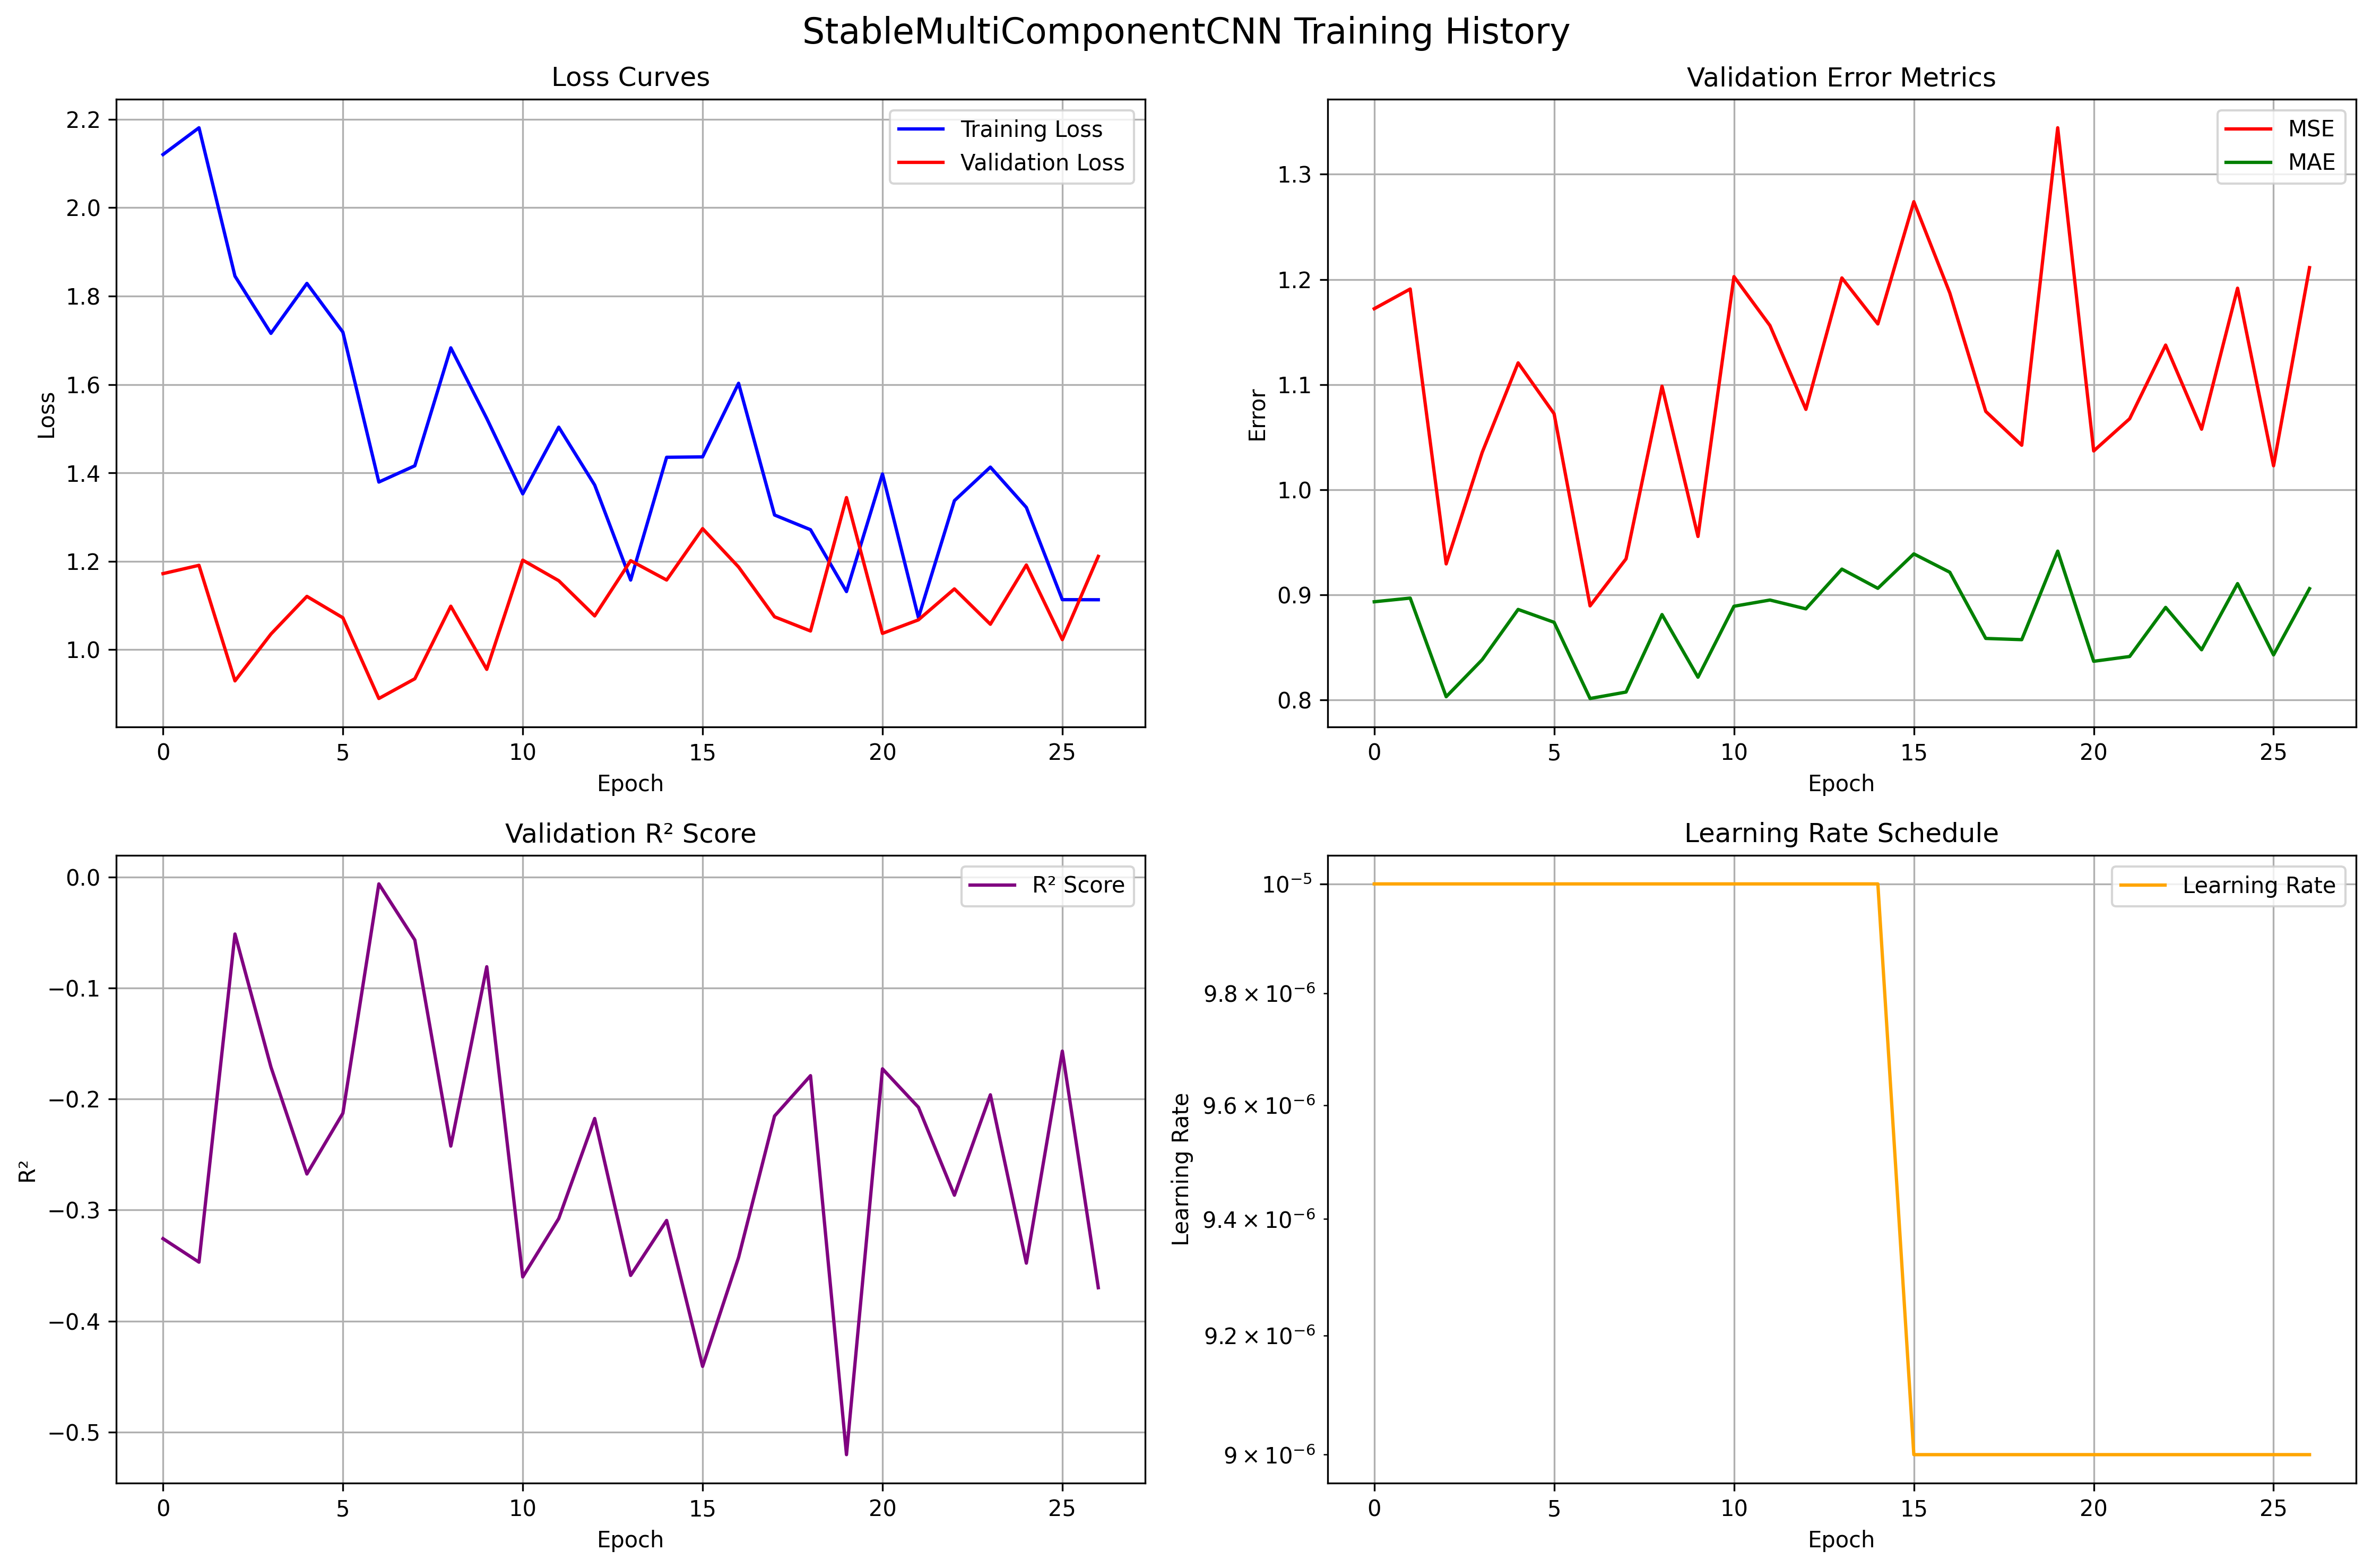 StableMultiComponentCNN Training History
Loss Curves
2.2
2.0
1.8
1.6
1.4
1.2
1.0
Loss
Training Loss
Validation Loss
0 5 10 15 20 25
Epoch
Validation Error Metrics
1.3
1.2
1.1
1.0
0.9
0.8
Error
MSE
MAE
0 5 10 15 20 25
Epoch
Validation R² Score
0.0
−0.1
−0.2
−0.3
−0.4
−0.5
R²
R² Score
0 5 10 15 20 25
Epoch
Learning Rate Schedule
10⁻⁵
9.8 × 10⁻⁶
9.6 × 10⁻⁶
9.4 × 10⁻⁶
9.2 × 10⁻⁶
9 × 10⁻⁶
Learning Rate
Learning Rate
0 5 10 15 20 25
Epoch